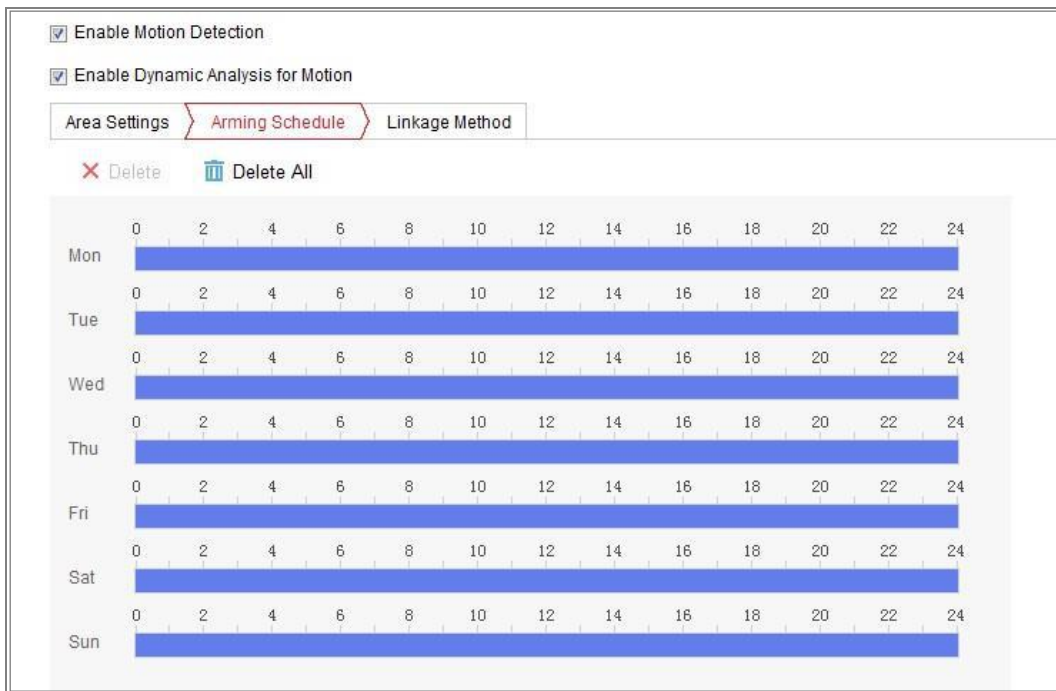 Enable Motion Detection
Enable Dynamic Analysis for Motion
Area Settings Arming Schedule Linkage Method
Delete Delete All
0 2 4 6 8 10 12 14 16 18 20 22 24
Mon
0 2 4 6 8 10 12 14 16 18 20 22 24
Tue
0 2 4 6 8 10 12 14 16 18 20 22 24
Wed
0 2 4 6 8 10 12 14 16 18 20 22 24
Thu
0 2 4 6 8 10 12 14 16 18 20 22 24
Fri
0 2 4 6 8 10 12 14 16 18 20 22 24
Sat
0 2 4 6 8 10 12 14 16 18 20 22 24
Sun